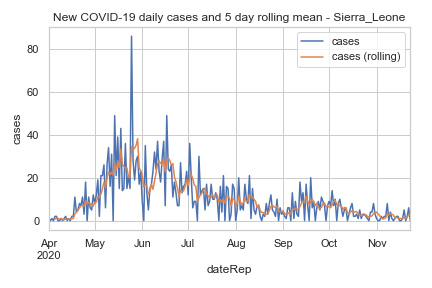 New COVID-19 daily cases and 5 day rolling mean - Sierra_Leone
cases
cases (rolling)
80
60
40
20
0
cases
Apr May Jun Jul Aug Sep Oct Nov
2020
dateRep